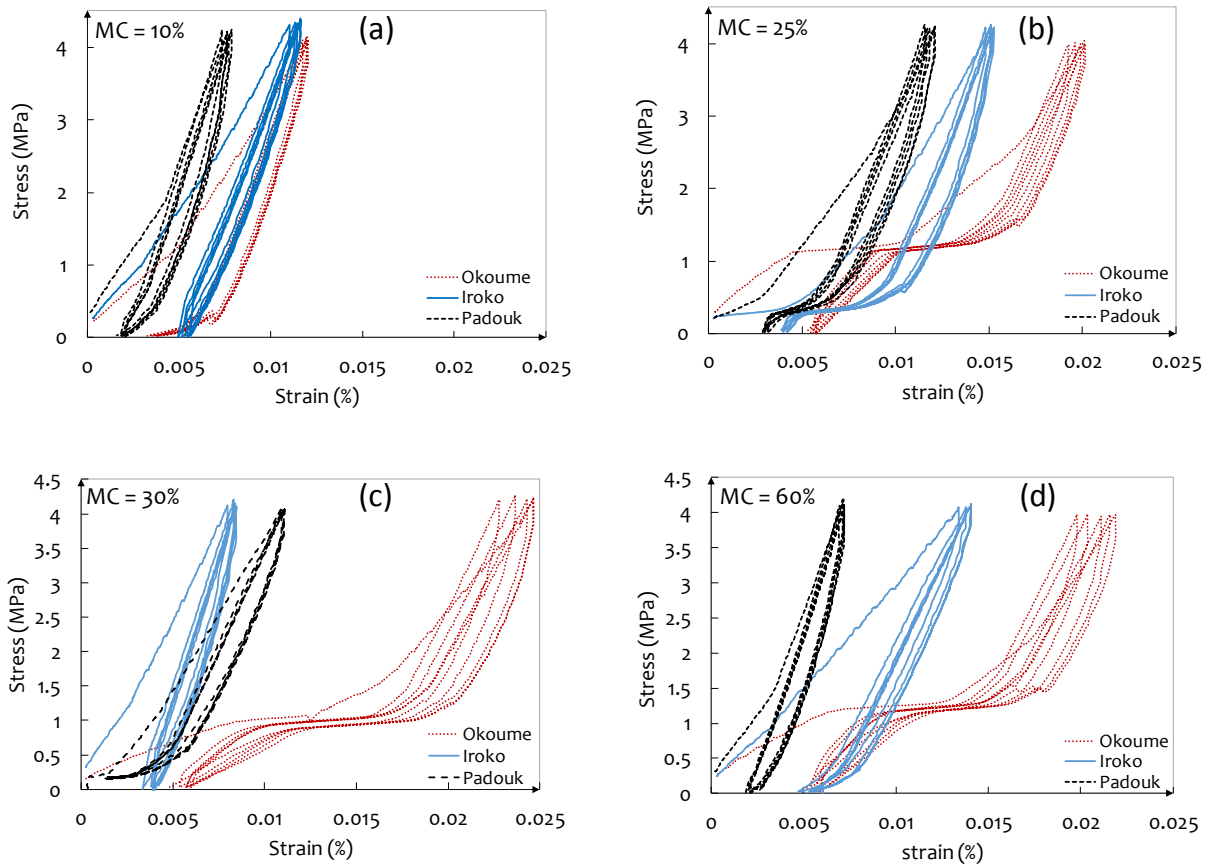 MC = 10%
(a)
4
3
2
1
0
Stress (MPa)
Okoume
Iroko
Padouk
0 0.005 0.01 0.015 0.02 0.025
Strain (%)
MC = 25%
(b)
4
3
2
1
0
Stress (MPa)
Okoume
Iroko
Padouk
0 0.005 0.01 0.015 0.02 0.025
strain (%)
4.5
MC = 30%
(c)
4
3.5
3
2.5
2
1.5
1
0.5
0
Stress (MPa)
Okoume
Iroko
Padouk
0 0.005 0.01 0.015 0.02 0.025
Strain (%)
4.5
MC = 60%
(d)
4
3.5
3
2.5
2
1.5
1
0.5
0
Stress (MPa)
Okoume
Iroko
Padouk
0 0.005 0.01 0.015 0.02 0.025
strain (%)